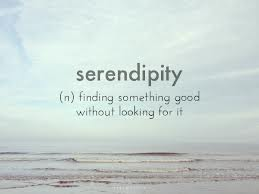 serendipity
(n) finding something good
without looking for it